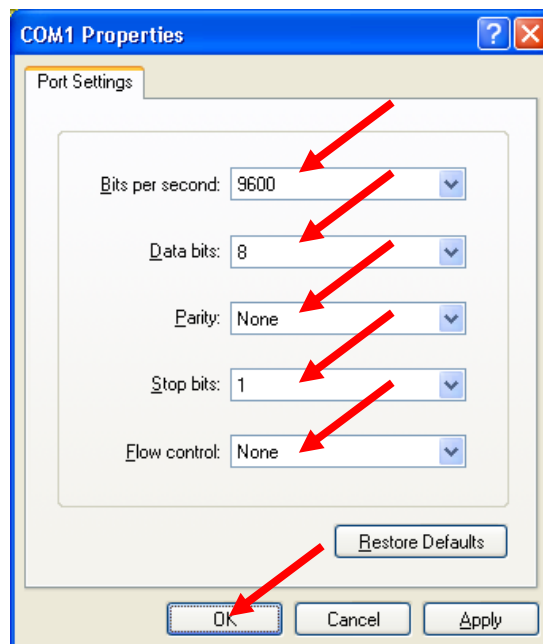 COM1 Properties
Port Settings
Bits per second: 9600
Data bits: 8
Parity: None
Stop bits: 1
Flow control: None
Restore Defaults
OK Cancel Apply